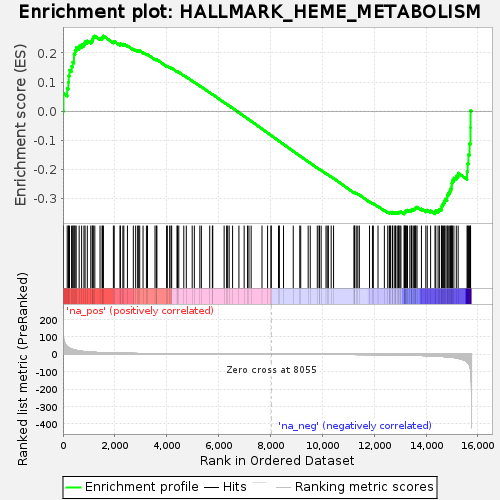 Enrichment plot: HALLMARK_HEME_METABOLISM
Enrichment score (ES)
0.2
0.1
0.0
-0.1
-0.2
-0.3
'na_pos' (positively correlated)
Ranked list metric (PreRanked)
200
100
0
-100
-200
-300
-400
Zero cross at 8055
'na_neg' (negatively correlated)
0
2,000
4,000
6,000
8,000
10,000
12,000
14,000
16,000
Rank in Ordered Dataset
Enrichment profile
Hits
Ranking metric scores